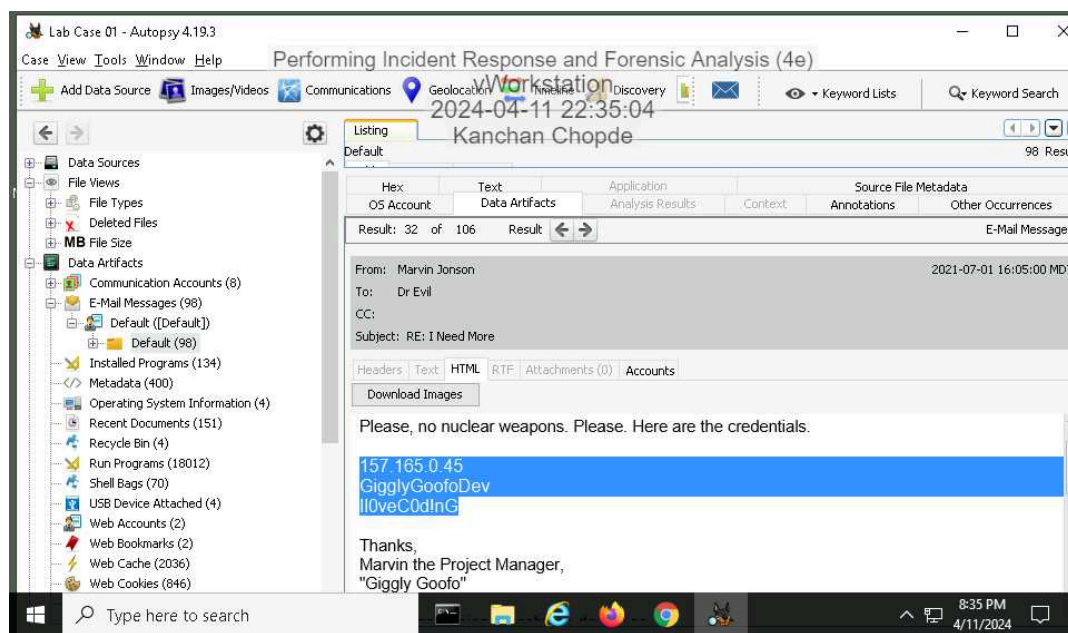 Lab Case 01 - Autopsy 4.19.3
Case View Tools Window Help
Performing Incident Response and Forensic Analysis (4e)
vWorkstation
2024-04-11 22:35:04
Kanchan Chopde
Add Data Source Images/Videos Communications Geolocation Timeline Discovery Keyword Lists Keyword Search
Listing
Default
98 Resu
Data Sources
File Views
File Types
Deleted Files
MB File Size
Data Artifacts
Communication Accounts (8)
E-Mail Messages (98)
Default ([Default])
Default (98)
Installed Programs (134)
Metadata (400)
Operating System Information (4)
Recent Documents (151)
Recycle Bin (4)
Run Programs (18012)
Shell Bags (70)
USB Device Attached (4)
Web Accounts (2)
Web Bookmarks (2)
Web Cache (2036)
Web Cookies (846)
Hex Text Application Source File Metadata
OS Account Data Artifacts Analysis Results Context Annotations Other Occurrences
Result: 32 of 106 Result E-Mail Message
From: Marvin Jonson 2021-07-01 16:05:00 MD
To: Dr Evil
CC:
Subject: RE: I Need More
Headers Text HTML RTF Attachments (0) Accounts
Download Images
Please, no nuclear weapons. Please. Here are the credentials.
157.165.0.45
GigglyGoofoDev
Il0veC0d!nG
Thanks,
Marvin the Project Manager,
"Giggly Goofo"
Type here to search
8:35 PM
4/11/2024